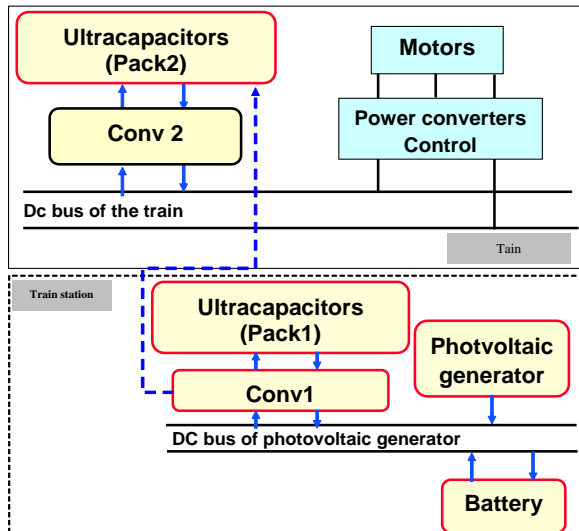 Ultracapacitors
(Pack2)
Motors
Conv 2
Power converters
Control
Dc bus of the train
Tain
Train station
Ultracapacitors
(Pack1)
Photvoltaic
generator
Conv1
DC bus of photovoltaic generator
Battery